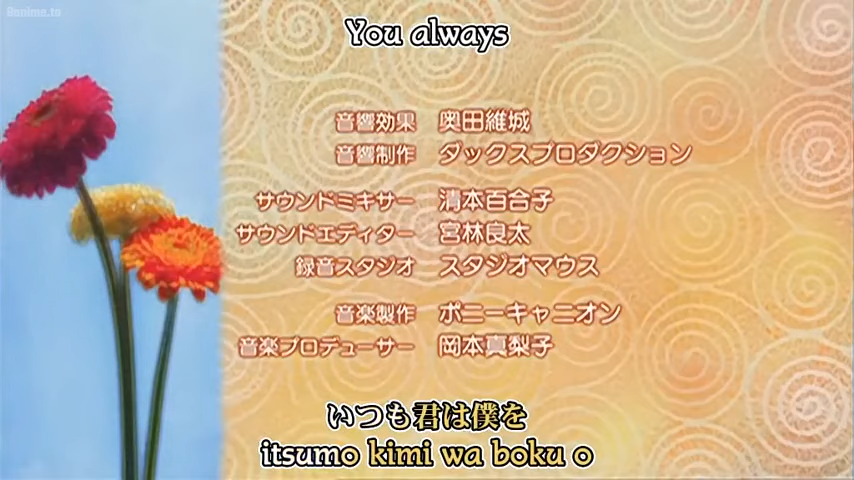 9anime.to
You always
音響効果 奥田維城
音響制作 ダックスプロダクション
サウンドミキサー 清本百合子
サウンドエディター 宮林良太
録音スタジオ スタジオマウス
音楽製作 ポニーキャニオン
音楽プロデューサー 岡本真梨子
いつも君は僕を
itsumo kimi wa boku o